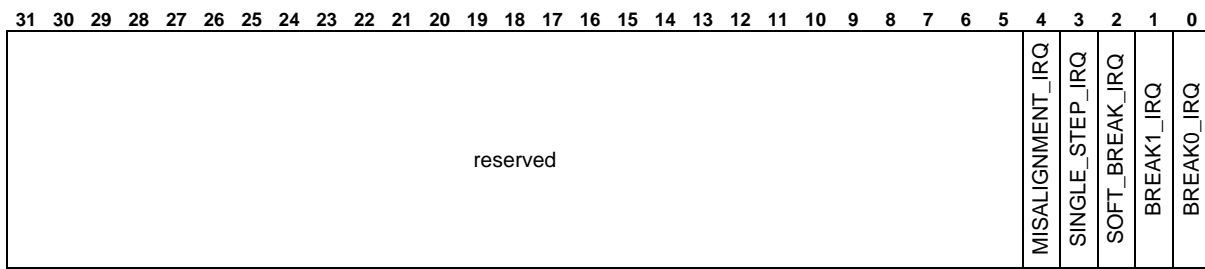 31 30 29 28 27 26 25 24 23 22 21 20 19 18 17 16 15 14 13 12 11 10 9 8 7 6 5 4 3 2 1 0
reserved
MISALIGNMENT_IRQ
SINGLE_STEP_IRQ
SOFT_BREAK_IRQ
BREAK1_IRQ
BREAK0_IRQ